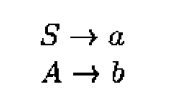 S → a
A → b